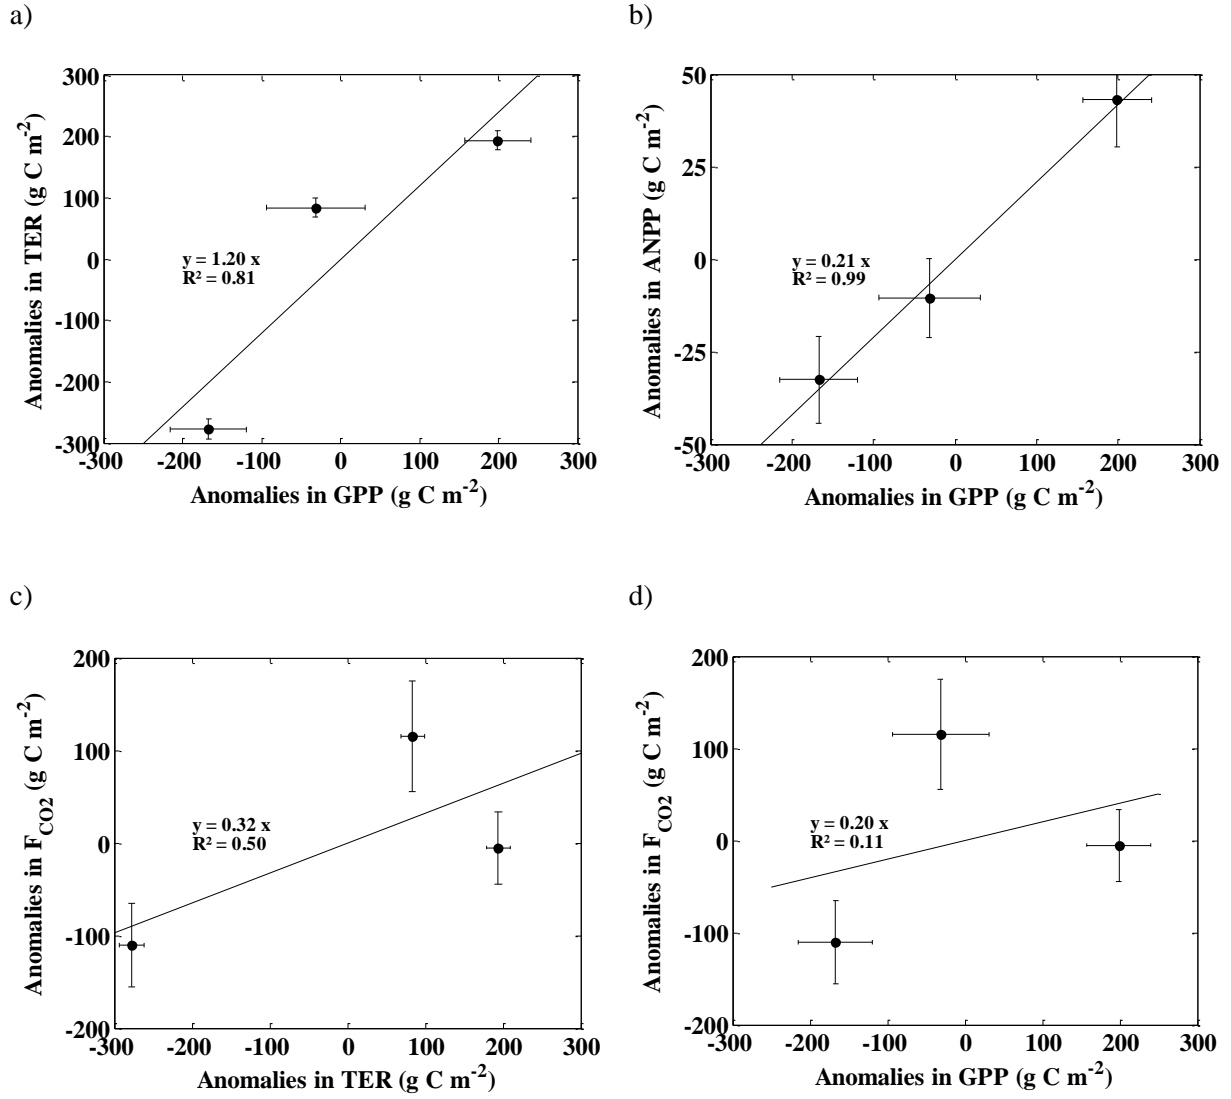 a)
300
200
100
0
-100
-200
-300
Anomalies in TER (g C m-2)
y = 1.20 x
R² = 0.81
-300 -200 -100 0 100 200 300
Anomalies in GPP (g C m-2)
b)
50
25
0
-25
-50
Anomalies in ANPP (g C m-2)
y = 0.21 x
R² = 0.99
-300 -200 -100 0 100 200 300
Anomalies in GPP (g C m-2)
c)
200
100
0
-100
-200
Anomalies in FCO2 (g C m-2)
y = 0.32 x
R² = 0.50
-300 -200 -100 0 100 200 300
Anomalies in TER (g C m-2)
d)
200
100
0
-100
-200
Anomalies in FCO2 (g C m-2)
y = 0.20 x
R² = 0.11
-300 -200 -100 0 100 200 300
Anomalies in GPP (g C m-2)